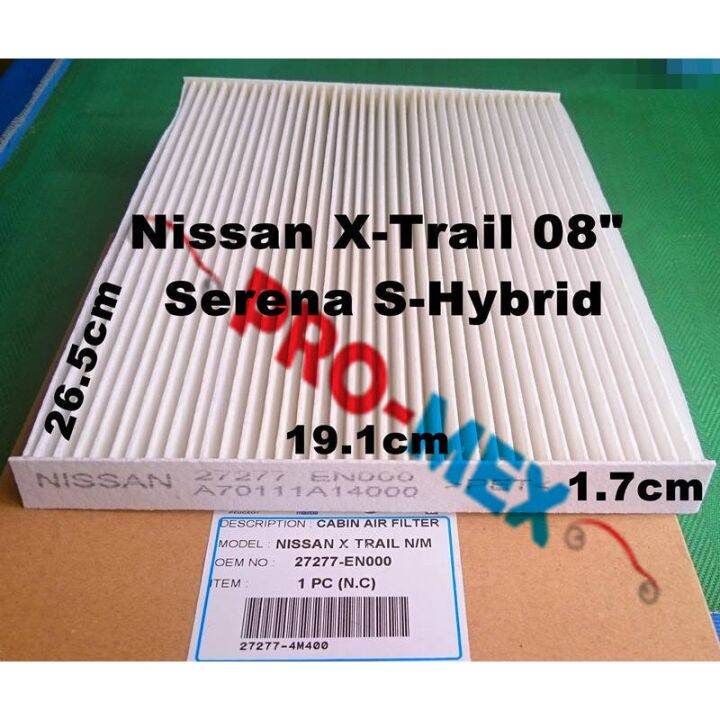 Nissan X-Trail 08"
Serena S-Hybrid
26.5cm
PRO-MEX
19.1cm
1.7cm
NISSAN 27277 EN000
A70111A14000
DESCRIPTION : CABIN AIR FILTER
MODEL : NISSAN X TRAIL N/M
OEM NO : 27277-EN000
ITEM : 1 PC (N.C)
27277-4M400